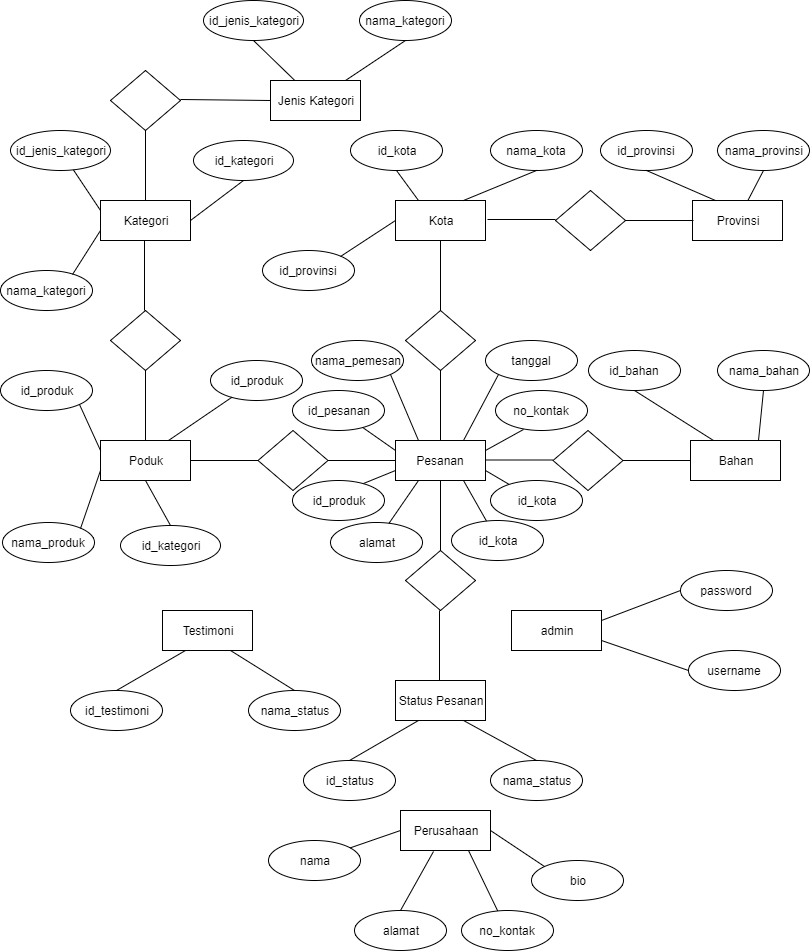 id_jenis_kategori
nama_kategori
Jenis Kategori
id_jenis_kategori
id_kategori
id_kota
nama_kota
id_provinsi
nama_provinsi
Kategori
Kota
Provinsi
nama_kategori
id_provinsi
nama_pemesan
tanggal
id_bahan
nama_bahan
id_produk
id_produk
id_pesanan
no_kontak
Poduk
Pesanan
Bahan
id_produk
id_kota
nama_produk
id_kategori
alamat
id_kota
password
Testimoni
admin
username
id_testimoni
nama_status
Status Pesanan
id_status
nama_status
Perusahaan
nama
bio
alamat
no_kontak